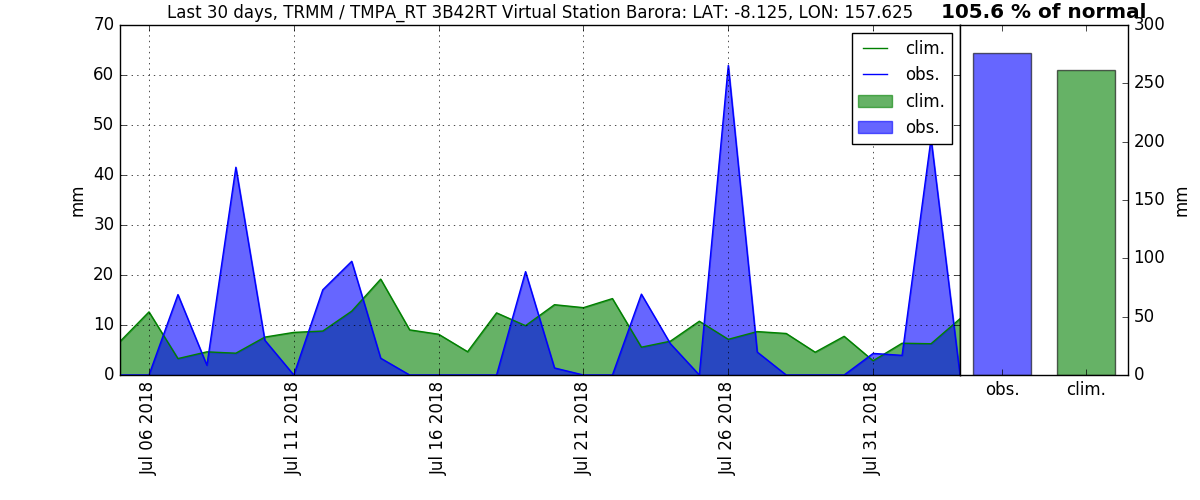 Last 30 days, TRMM / TMPA_RT 3B42RT Virtual Station Barora: LAT: -8.125, LON: 157.625
105.6 % of normal
70
60
50
40
30
20
10
0
mm
clim.
obs.
clim.
obs.
Jul 06 2018
Jul 11 2018
Jul 16 2018
Jul 21 2018
Jul 26 2018
Jul 31 2018
300
250
200
150
100
50
0
mm
obs.
clim.